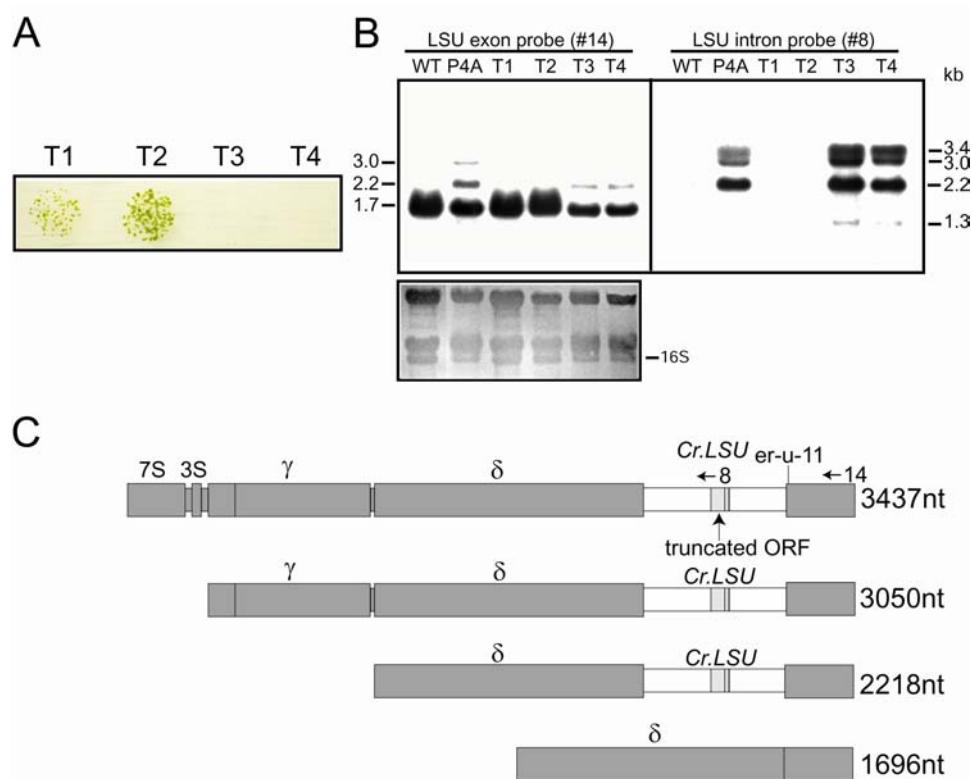 A
T1 T2 T3 T4
B
LSU exon probe (#14)
LSU intron probe (#8)
WT P4A T1 T2 T3 T4
WT P4A T1 T2 T3 T4
kb
3.0
2.2
1.7
3.4
3.0
2.2
1.3
16S
C
7S 3S γ δ Cr.LSU er-u-11
8 14
3437nt
truncated ORF
γ δ Cr.LSU
3050nt
δ Cr.LSU
2218nt
δ
1696nt